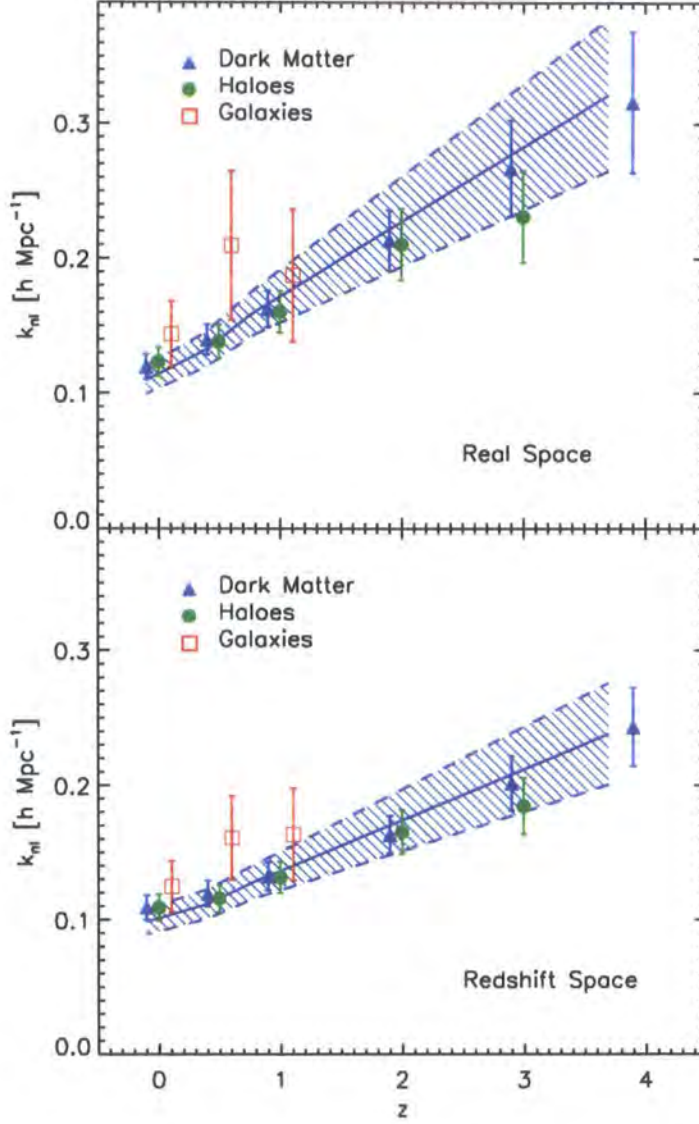 Dark Matter
Haloes
Galaxies
0.3
0.2
0.1
0.0
k_nl [h Mpc⁻¹]
Real Space
Dark Matter
Haloes
Galaxies
0.3
0.2
0.1
0.0
k_nl [h Mpc⁻¹]
Redshift Space
0 1 2 3 4
z